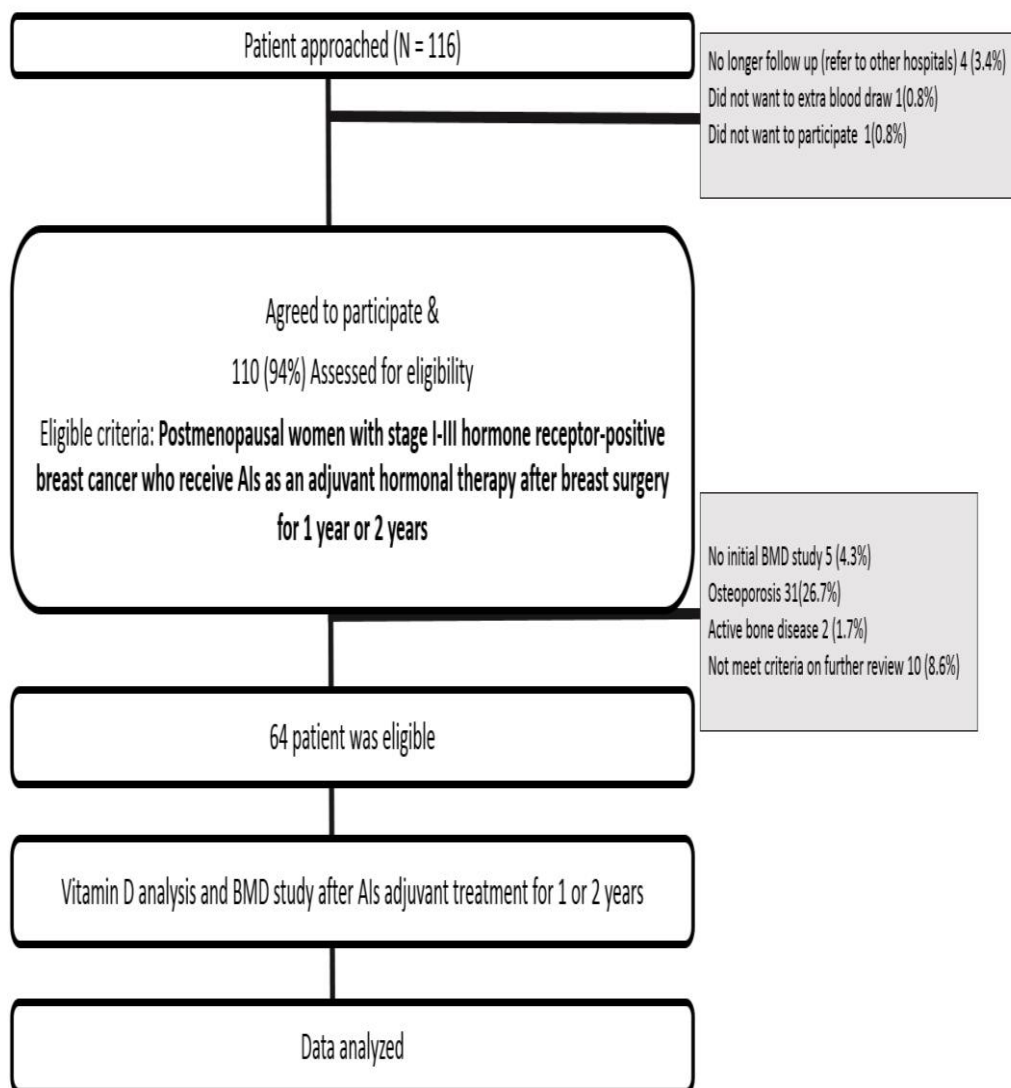 Patient approached (N = 116)
No longer follow up (refer to other hospitals) 4 (3.4%)
Did not want to extra blood draw 1(0.8%)
Did not want to participate 1(0.8%)
Agreed to participate &
110 (94%) Assessed for eligibility
Eligible criteria: Postmenopausal women with stage I-III hormone receptor-positive
breast cancer who receive AIs as an adjuvant hormonal therapy after breast surgery
for 1 year or 2 years
No initial BMD study 5 (4.3%)
Osteoporosis 31(26.7%)
Active bone disease 2 (1.7%)
Not meet criteria on further review 10 (8.6%)
64 patient was eligible
Vitamin D analysis and BMD study after AIs adjuvant treatment for 1 or 2 years
Data analyzed